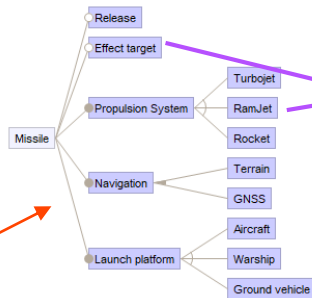 Release
Effect target
Turbojet
Propulsion System
RamJet
Rocket
Missile
Terrain
Navigation
GNSS
Aircraft
Launch platform
Warship
Ground vehicle